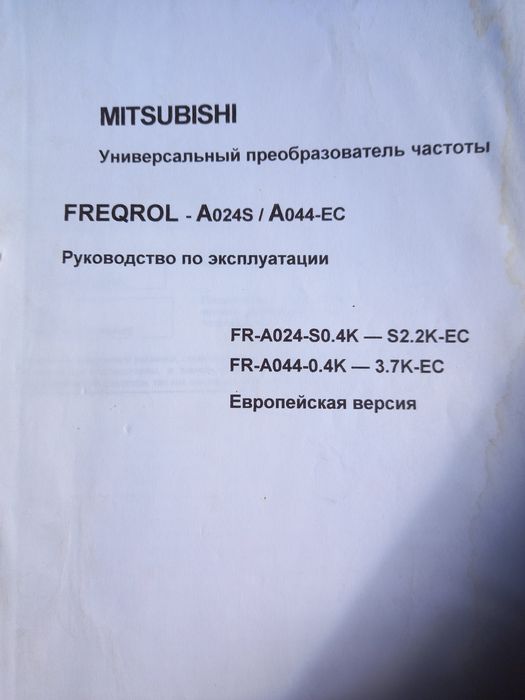 MITSUBISHI
Универсальный преобразователь частоты
FREQROL - A024S / A044-EC
Руководство по эксплуатации
FR-A024-S0.4K — S2.2K-EC
FR-A044-0.4K — 3.7K-EC
Европейская версия